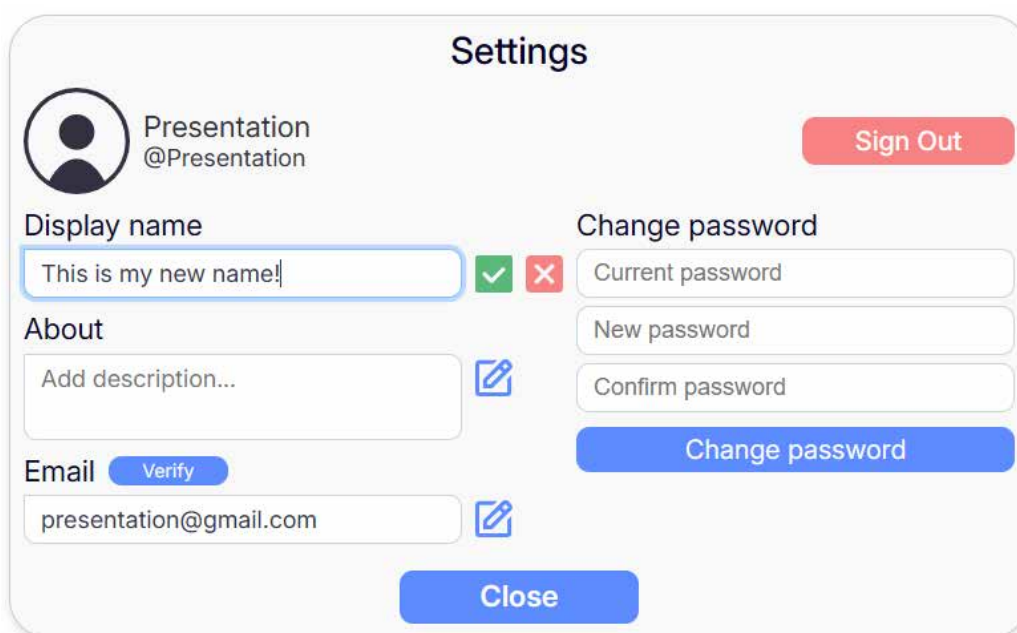 Settings
Presentation
@Presentation
Sign Out
Display name
This is my new name!
About
Add description...
Email
Verify
presentation@gmail.com
Change password
Current password
New password
Confirm password
Change password
Close